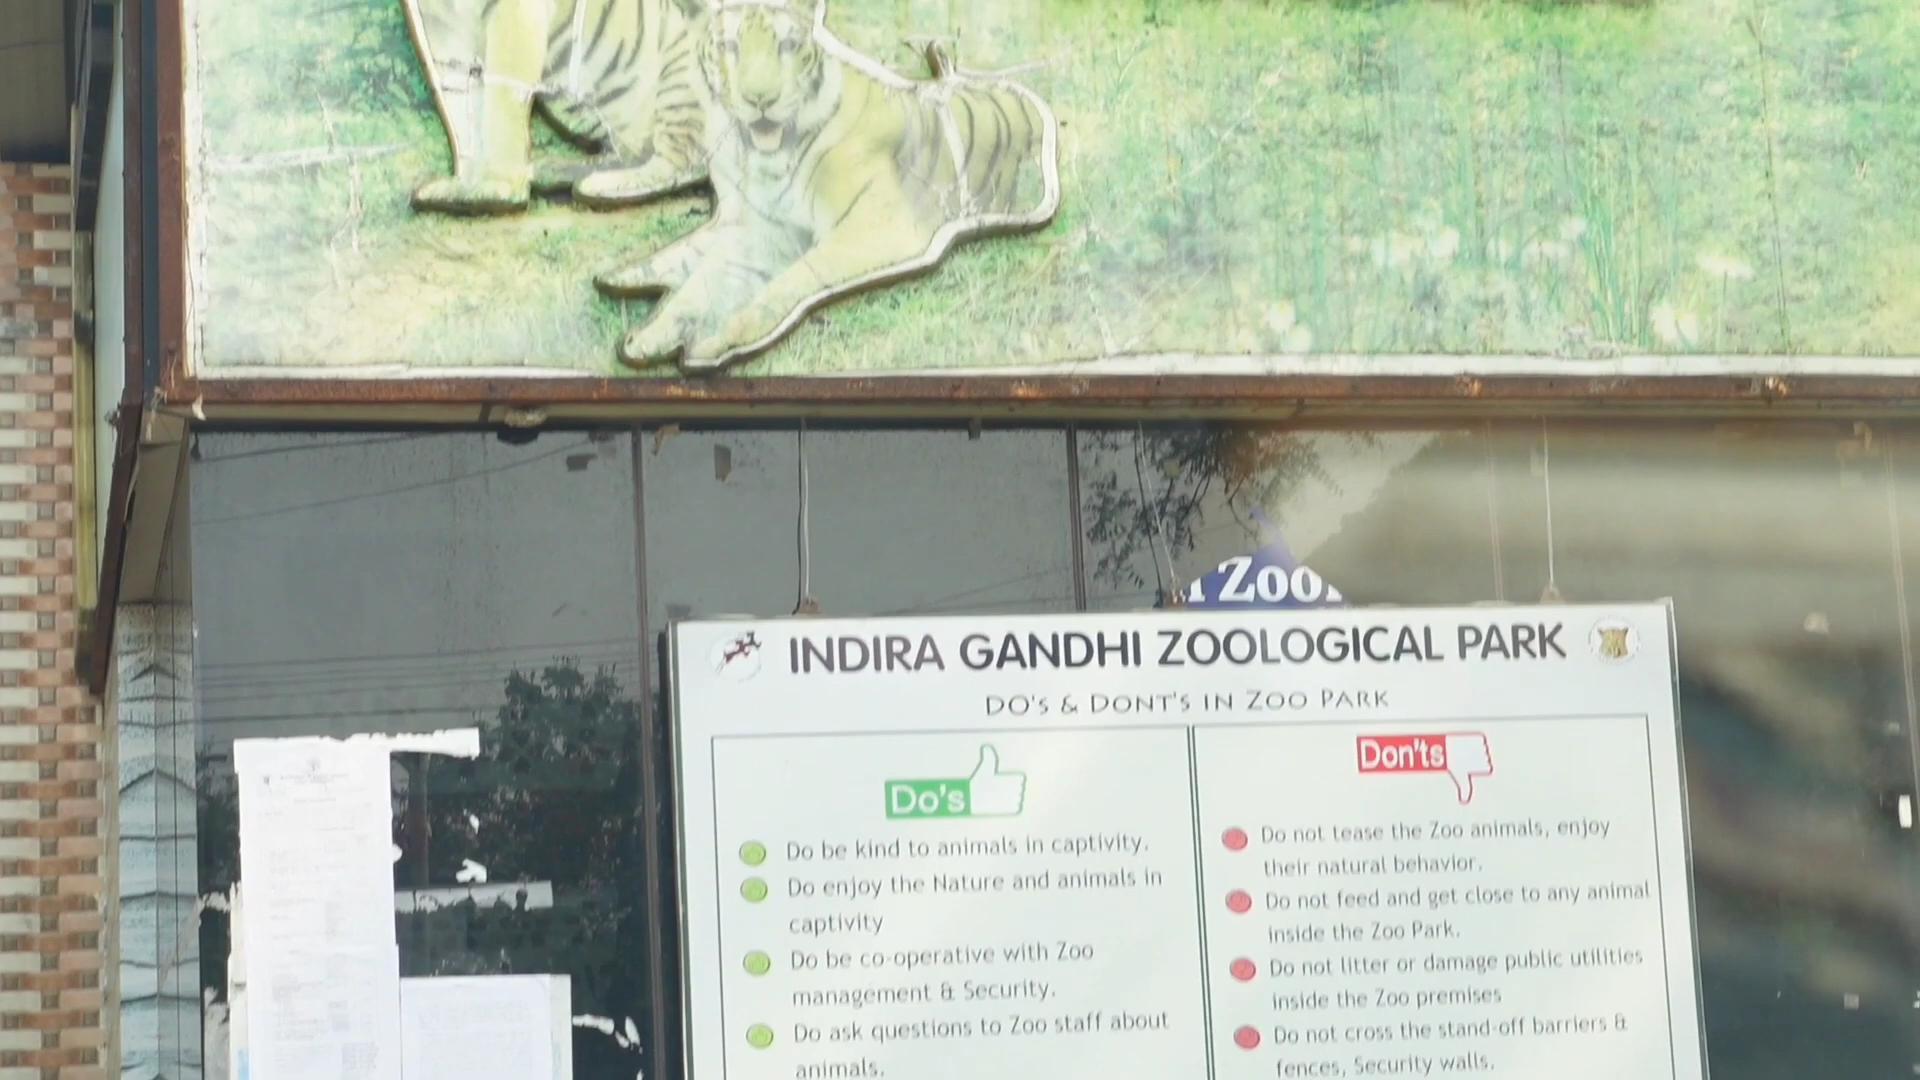 Zoo
INDIRA GANDHI ZOOLOGICAL PARK
DO'S & DONT'S IN ZOO PARK
Do's
Do be kind to animals in captivity.
Do enjoy the Nature and animals in
captivity
Do be co-operative with Zoo
management & Security.
Do ask questions to Zoo staff about
animals.
Don'ts
Do not tease the Zoo animals, enjoy
their natural behavior.
Do not feed and get close to any animal
inside the Zoo Park.
Do not litter or damage public utilities
inside the Zoo premises
Do not cross the stand-off barriers &
fences, Security walls.